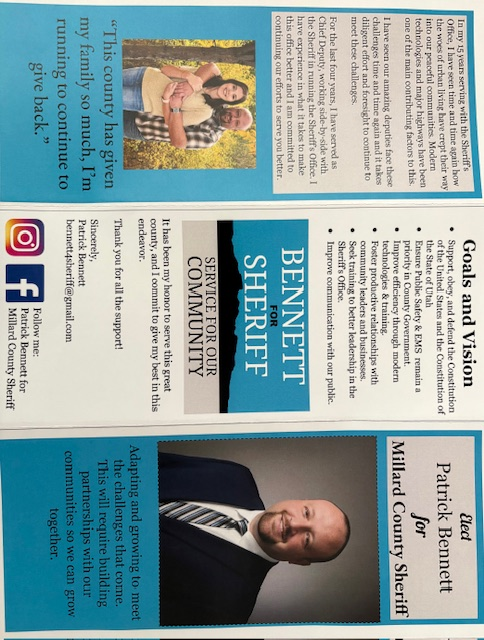 In my 15 years serving with the Sheriff's
Office, I have seen time and time again how
the woes of urban living have crept their way
into our peaceful communities. Modern
technologies and major highways have been
one of the main contributing factors to this.
I have seen our amazing deputies face these
challenges time and time again and it takes
diligent effort and foresight to continue to
meet these challenges.
For the last four years, I have served as
Chief Deputy, working side-by-side with
the Sheriff in running the Sheriff's Office. I
have experience in what it takes to make
this office better and I am committed to
continuing our efforts to serve you better.
“This county has given
my family so much, I'm
running to continue to
give back.”
Goals and Vision
• Support, obey, and defend the Constitution
of the United States and the Constitution of
the State of Utah
• Ensure Public Safety & EMS remain a
priority in County Government
• Improve efficiency through modern
technologies & training.
• Foster productive relationships with
community leaders and businesses.
• Seek training to better leadership in the
Sheriff's Office.
• Improve communication with our public.
BENNETT
FOR
SHERIFF
SERVICE FOR OUR
COMMUNITY
It has been my honor to serve this great
county, and I commit to give my best in this
endeavor.
Thank you for all the support!
Sincerely,
Patrick Bennett
bennett4sheriff@gmail.com
Follow me:
Patrick Bennett for
Millard County Sheriff
Elect
Patrick Bennett
for
Millard County Sheriff
Adapting and growing to meet
the challenges that come.
This will require building
partnerships with our
communities so we can grow
together.